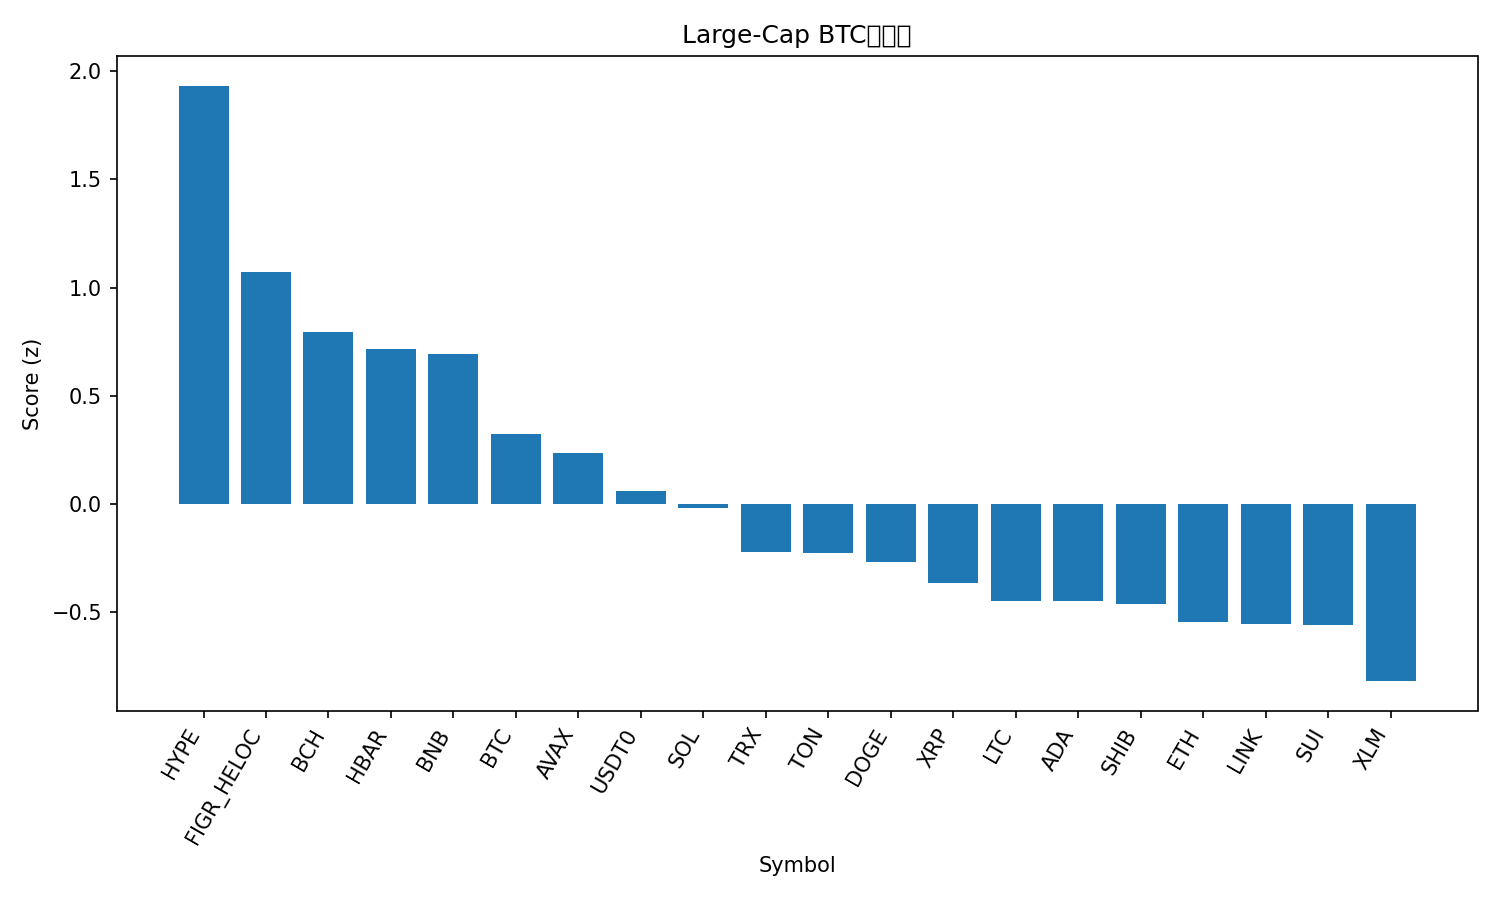 Large-Cap BTC
2.0
1.5
1.0
0.5
0.0
−0.5
Score (z)
HYPE
FIGR_HELOC
BCH
HBAR
BNB
BTC
AVAX
USDT0
SOL
TRX
TON
DOGE
XRP
LTC
ADA
SHIB
ETH
LINK
SUI
XLM
Symbol